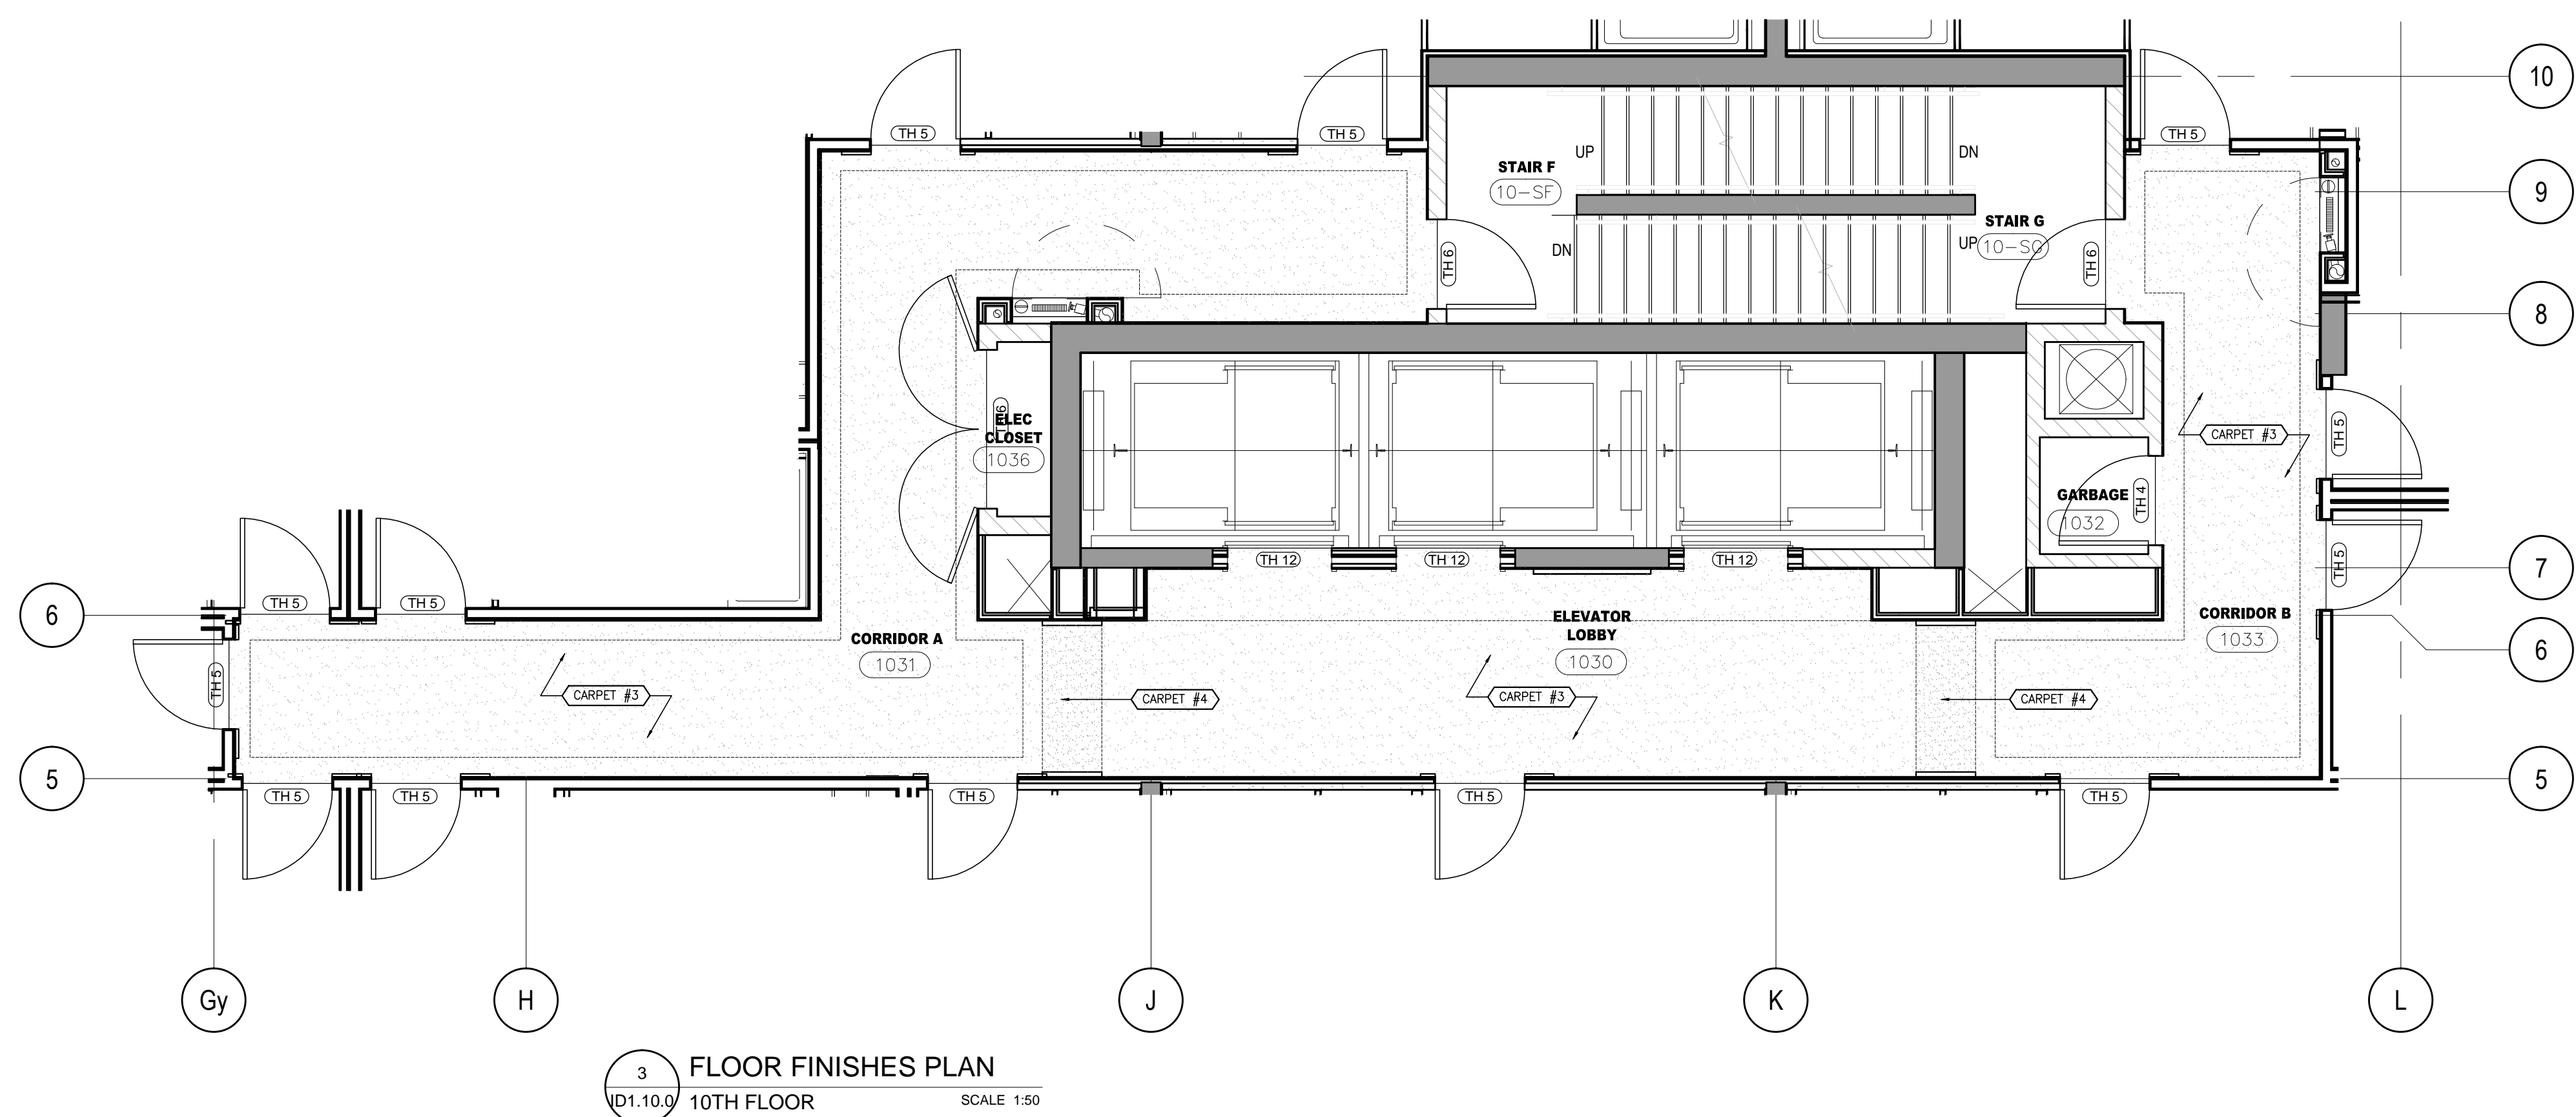 10
TH 5
TH 5
TH 5
UP
DN
STAIR F
10-SF
9
STAIR G
10-SG
UP
DN
TH 6
TH 6
8
TH 6
ELEC
CLOSET
1036
CARPET #3
TH 5
GARBAGE
1032
TH 4
TH 12
TH 12
TH 12
TH 5
7
TH 5
TH 5
6
CORRIDOR A
1031
ELEVATOR
LOBBY
1030
CORRIDOR B
1033
6
TH 5
CARPET #3
CARPET #4
CARPET #3
CARPET #4
5
TH 5
TH 5
TH 5
TH 5
TH 5
5
Gy
H
J
K
L
3
FLOOR FINISHES PLAN
ID1.10.0
10TH FLOOR
SCALE 1:50